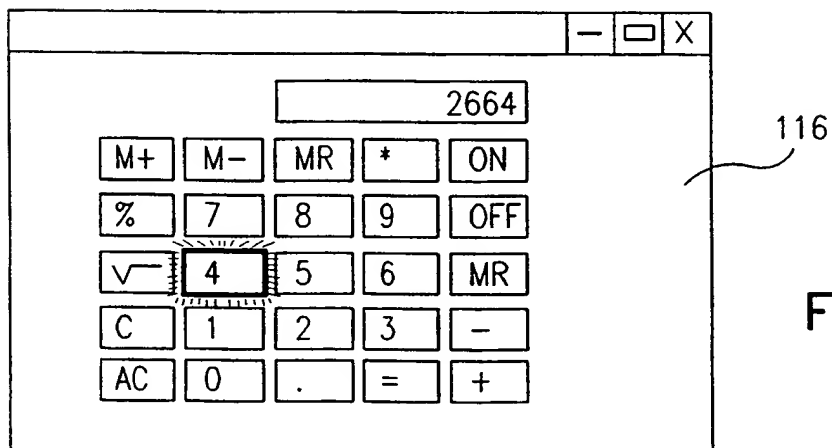 – X
2664
M+ M– MR * ON
% 7 8 9 OFF
√ 4 5 6 MR
C 1 2 3 –
AC 0 . = +
116
F